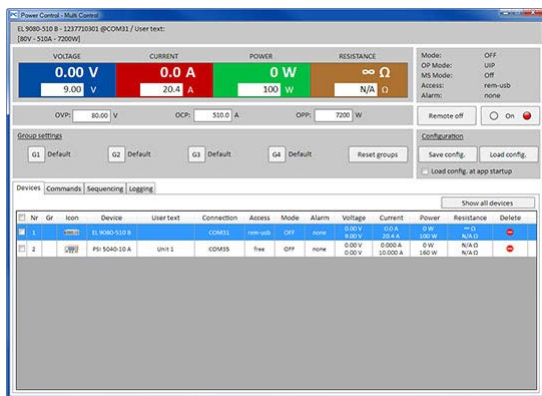 Power Control - Multi Control
EL 9080-510 B - 1237710301 @COM31 / User text:
[80V - 510A - 7200W]
VOLTAGE CURRENT POWER RESISTANCE
0.00 V 0.0 A 0 W ∞ Ω
9.00 V 20.4 A 100 W N/A Ω
Mode: OFF
OP Mode: UIP
MS Mode: Off
Access: rem-usb
Alarm: none
OVP: 80.00 V OCP: 510.0 A OPP: 7200 W
Remote off On
Group settings
G1 Default G2 Default G3 Default G4 Default Reset groups
Configuration
Save config. Load config.
Load config. at app startup
Devices Commands Sequencing Logging
Show all devices
Nr Gr Icon Device User text Connection Access Mode Alarm Voltage Current Power Resistance Delete
1 EL 9080-510 B COM31 rem-usb OFF none 0.00 V 0.0 A 0 W ∞ Ω
9.00 V 20.4 A 100 W N/A Ω
2 PSI 5040-10 A Unit 1 COM35 free OFF none 0.00 V 0.000 A 0 W N/A Ω
0.00 V 10.000 A 160 W N/A Ω